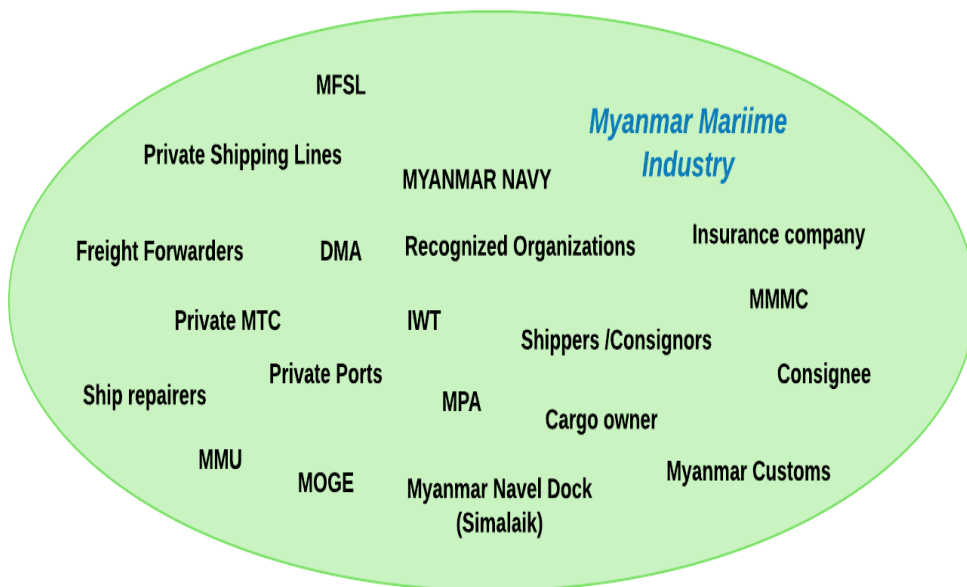 MFSL
Myanmar Mariime
Industry
Private Shipping Lines
MYANMAR NAVY
Insurance company
Freight Forwarders
DMA
Recognized Organizations
MMMC
Private MTC
IWT
Shippers /Consignors
Private Ports
Consignee
Ship repairers
MPA
Cargo owner
MMU
MOGE
Myanmar Customs
Myanmar Navel Dock
(Simalaik)